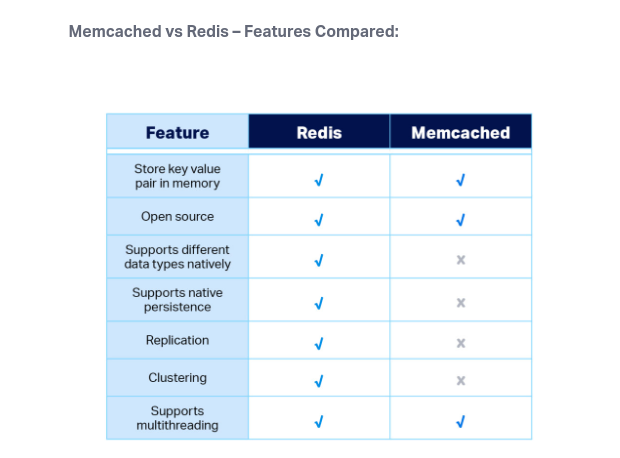 Memcached vs Redis – Features Compared:
Feature Redis Memcached
Store key value
pair in memory √ √
Open source √ √
Supports different
data types natively √ x
Supports native
persistence √ x
Replication √ x
Clustering √ x
Supports
multithreading √ √